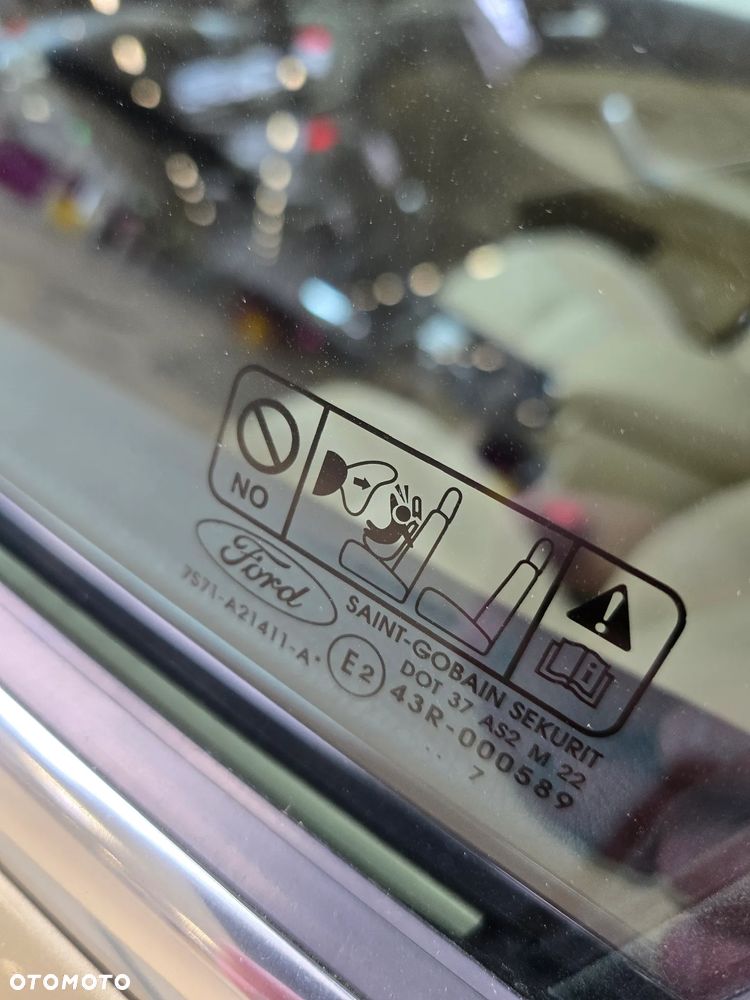 NO
Ford
7S71-A21411-A•
SAINT-GOBAIN SEKURIT
DOT 37 AS2 M 22
E2 43R-000589
.. 7
OTOMOTO